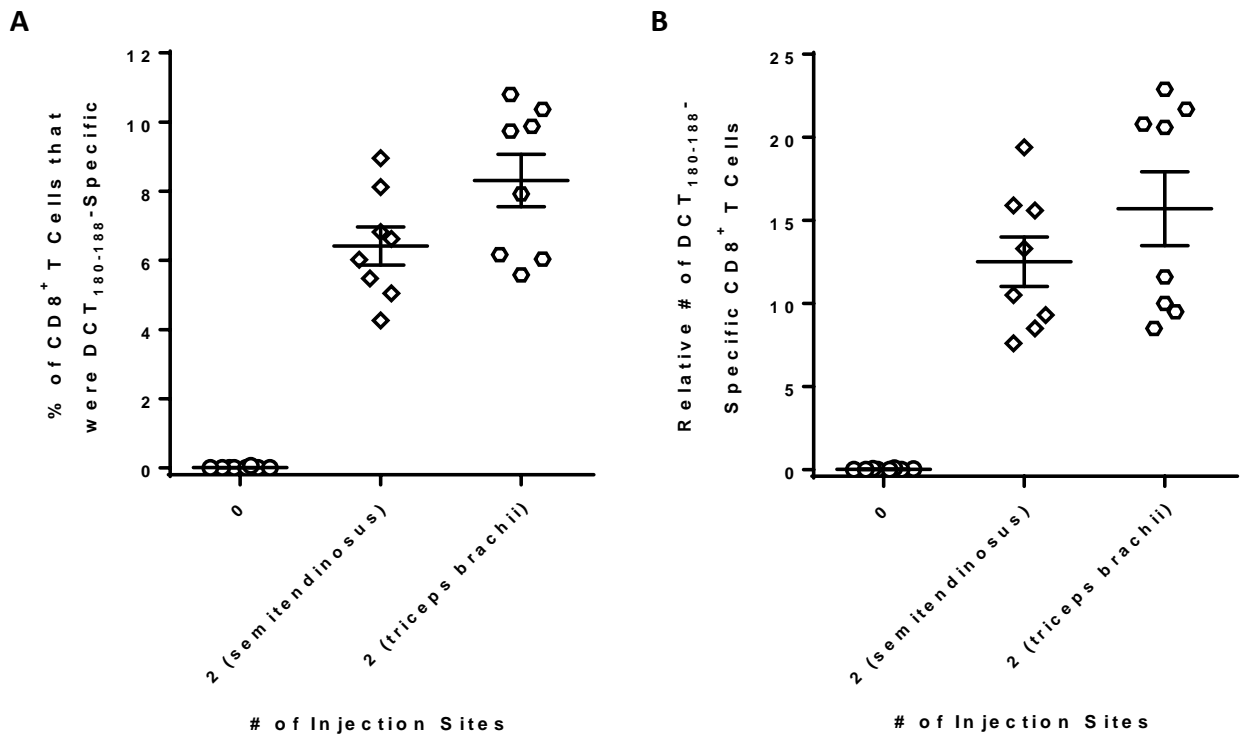 A
% of CD8+ T Cells that
were DCT180-188-Specific
12
10
8
6
4
2
0
0
2 (semitendinosus)
2 (triceps brachii)
# of Injection Sites
B
Relative # of DCT180-188-
Specific CD8+ T Cells
25
20
15
10
5
0
0
2 (semitendinosus)
2 (triceps brachii)
# of Injection Sites